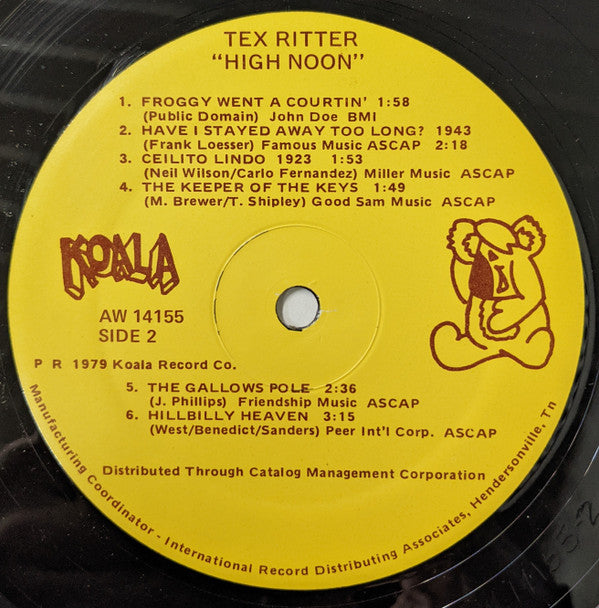 TEX RITTER
"HIGH NOON"
1. FROGGY WENT A COURTIN' 1:58
(Public Domain) John Doe BMI
2. HAVE I STAYED AWAY TOO LONG? 1943
(Frank Loesser) Famous Music ASCAP 2:18
3. CEILITO LINDO 1923 1:53
(Neil Wilson/Carlo Fernandez) Miller Music ASCAP
4. THE KEEPER OF THE KEYS 1:49
(M. Brewer/T. Shipley) Good Sam Music ASCAP
KOALA
AW 14155
SIDE 2
P R 1979 Koala Record Co.
5. THE GALLOWS POLE 2:36
(J. Phillips) Friendship Music ASCAP
6. HILLBILLY HEAVEN 3:15
(West/Benedict/Sanders) Peer Int'l Corp. ASCAP
Distributed Through Catalog Management Corporation
Manufacturing Coordinator - International Record Distributing Associates, Hendersonville, Tn